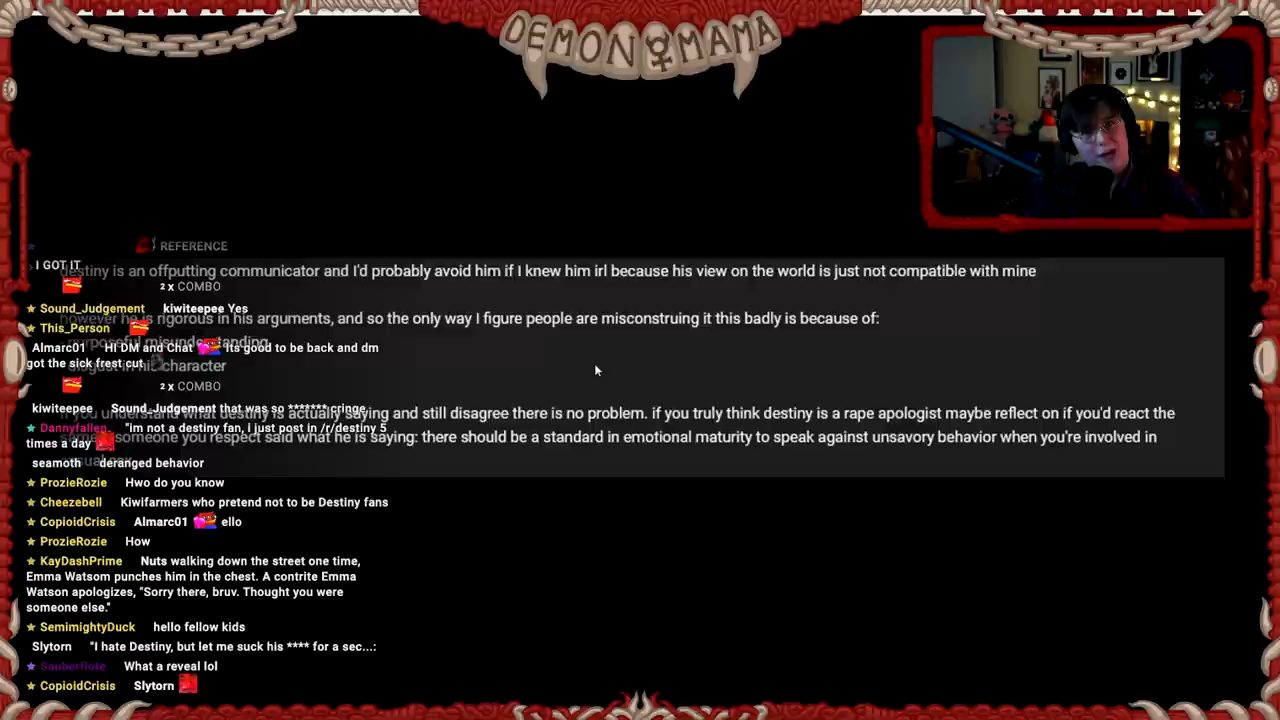 DEMON MAMA
REFERENCE
I GOT IT
destiny is an offputting communicator and I'd probably avoid him if I knew him irl because his view on the world is just not compatible with mine
2 x COMBO
Sound_Judgement kiwiteepee Yes
however he is rigorous in his arguments, and so the only way I figure people are misconstruing it this badly is because of:
This_Person
purposeful misunderstanding
Almarc01 HI DM and Chat Its good to be back and dm
got the sick frest cut
disgust in his character
2 x COMBO
kiwiteepee Sound_Judgement that was so ******* cringe
if you understand what destiny is actually saying and still disagree there is no problem. if you truly think destiny is a rape apologist maybe reflect on if you'd react the
Dannyfallen "im not a destiny fan, i just post in /r/destiny 5
times a day
someone you respect said what he is saying: there should be a standard in emotional maturity to speak against unsavory behavior when you're involved in
seamoth deranged behavior
ProzieRozie Hwo do you know
Cheezebell Kiwifarmers who pretend not to be Destiny fans
CopioidCrisis Almarc01 ello
ProzieRozie How
KayDashPrime Nuts walking down the street one time,
Emma Watsom punches him in the chest. A contrite Emma
Watson apologizes, "Sorry there, bruv. Thought you were
someone else."
SemimightyDuck hello fellow kids
Slytorn "I hate Destiny, but let me suck his **** for a sec...:
What a reveal lol
CopioidCrisis Slytorn